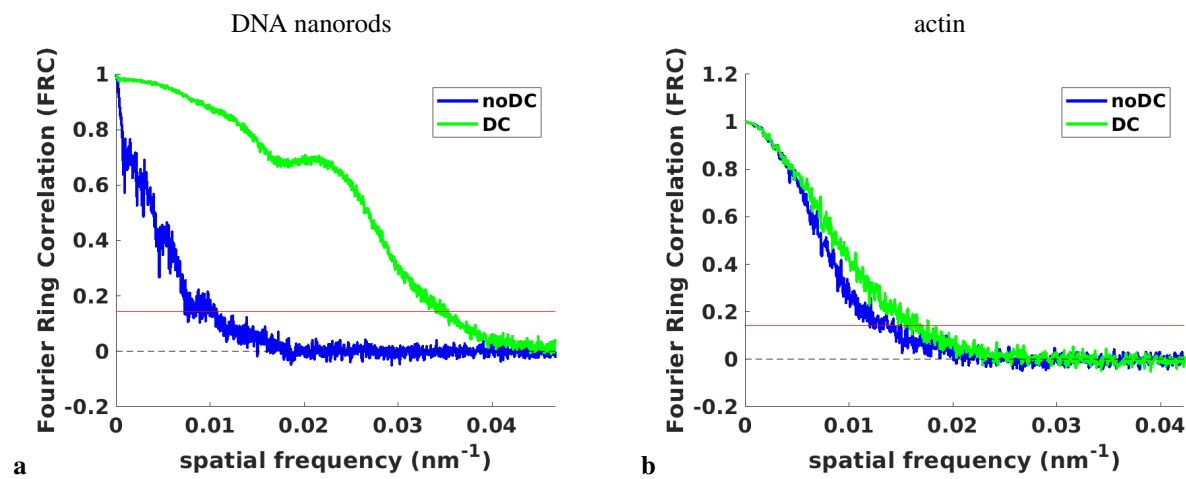 DNA nanorods
Fourier Ring Correlation (FRC)
1
0.8
0.6
0.4
0.2
0
-0.2
noDC
DC
0
0.01
0.02
0.03
0.04
spatial frequency (nm-1)
a
actin
Fourier Ring Correlation (FRC)
1.2
1
0.8
0.6
0.4
0.2
0
-0.2
noDC
DC
0
0.01
0.02
0.03
0.04
spatial frequency (nm-1)
b